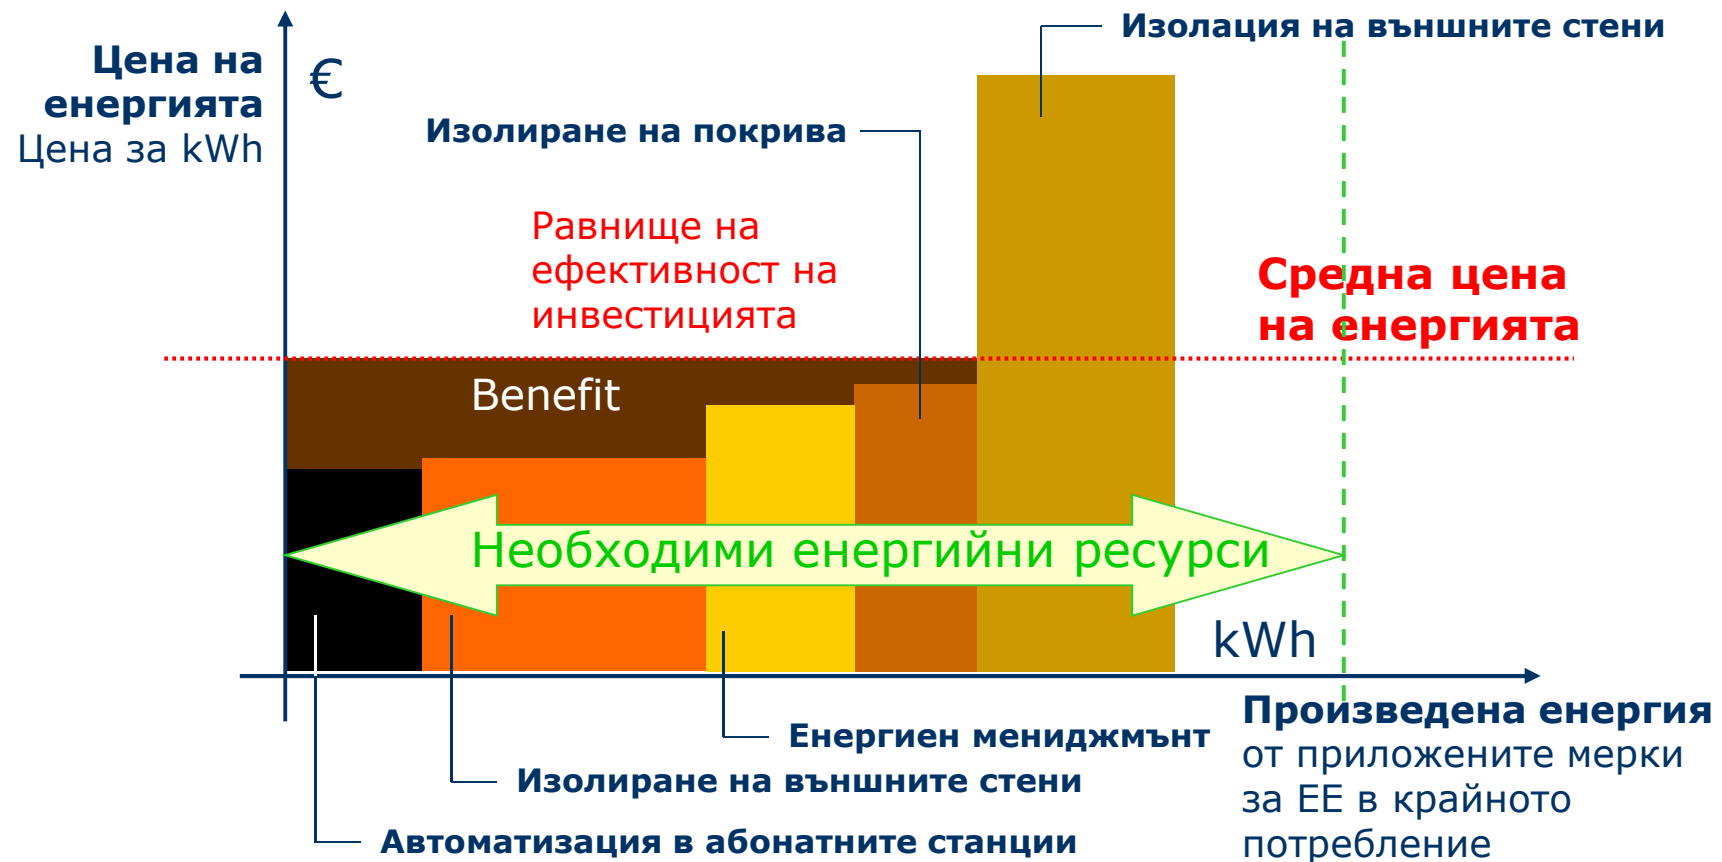 Изолация на външните стени
Цена на
енергията
Цена за kWh
€
Изолиране на покрива
Равнище на
ефективност на
инвестицията
Средна цена
на енергията
Benefit
Необходими енергийни ресурси
kWh
Произведена енергия
от приложените мерки
за ЕЕ в крайното
потребление
Енергиен мениджмънт
Изолиране на външните стени
Автоматизация в абонатните станции